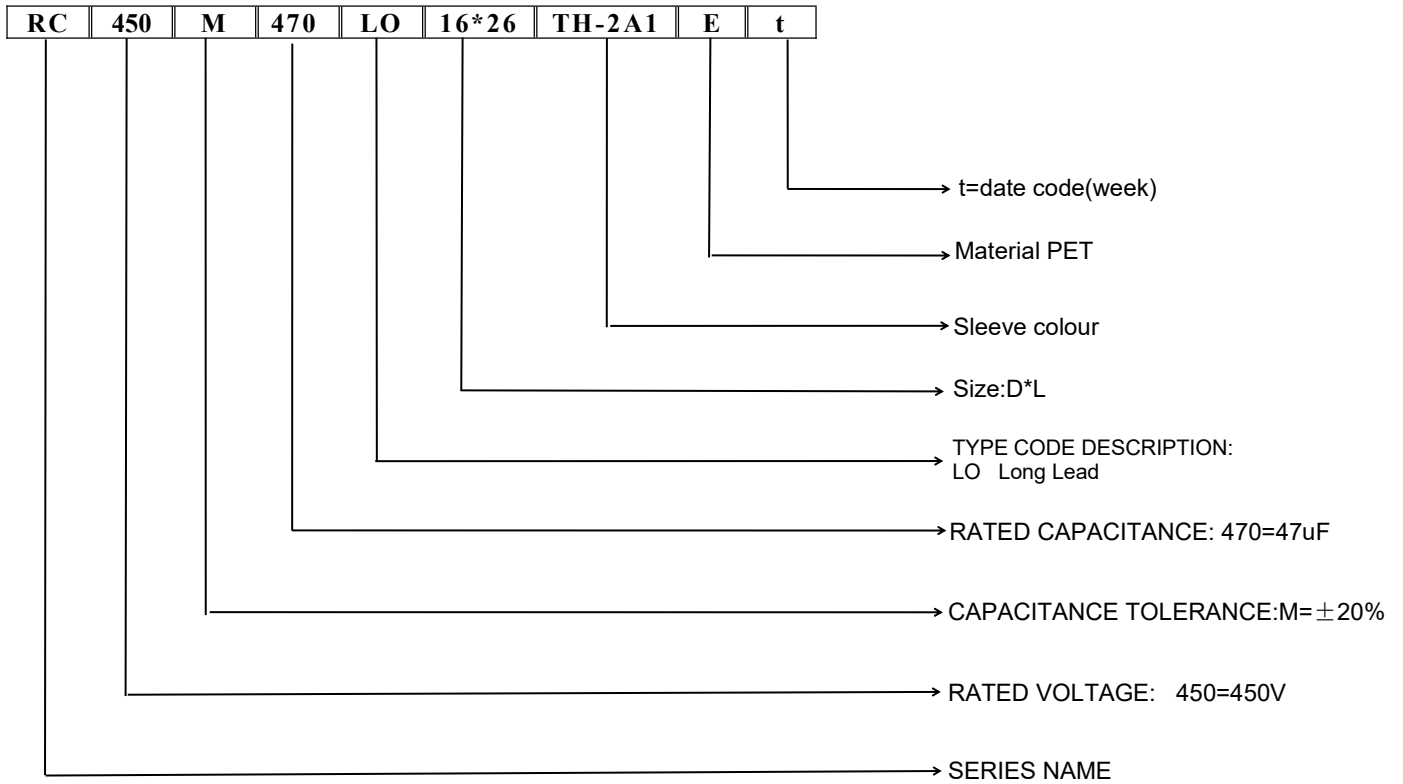 RC 450 M 470 LO 16*26 TH-2A1 E t
t=date code(week)
Material PET
Sleeve colour
Size:D*L
TYPE CODE DESCRIPTION:
LO Long Lead
RATED CAPACITANCE: 470=47uF
CAPACITANCE TOLERANCE:M=±20%
RATED VOLTAGE: 450=450V
SERIES NAME